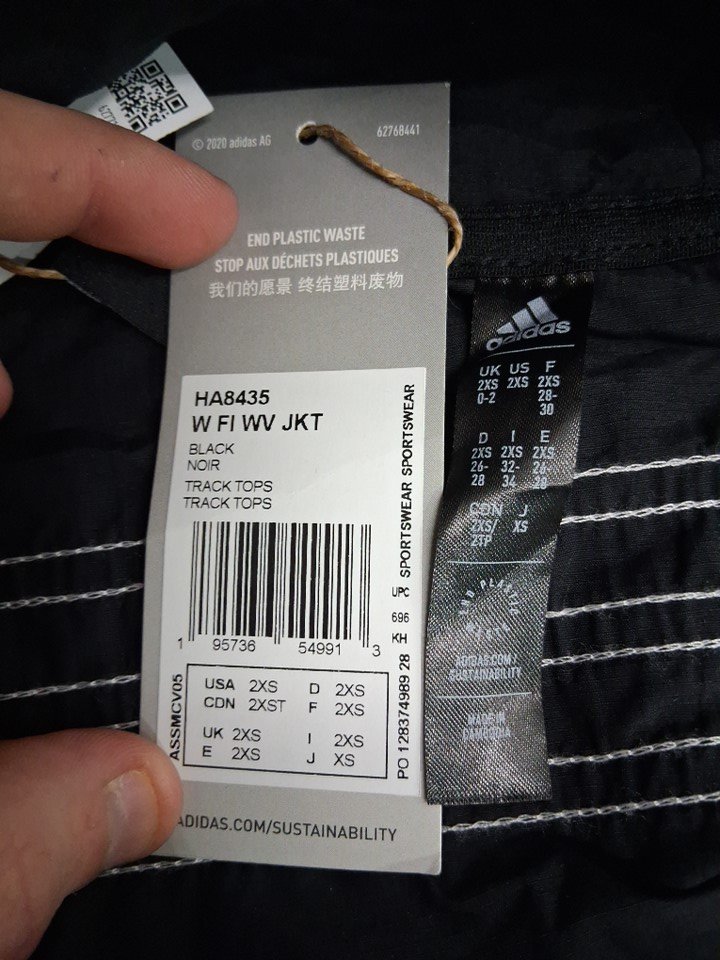 © 2020 adidas AG
62768441
END PLASTIC WASTE
STOP AUX DÉCHETS PLASTIQUES
我们的愿景 终结塑料废物
HA8435
W FI WV JKT
BLACK
NOIR
TRACK TOPS
TRACK TOPS
1 95736 54991 3
USA 2XS D 2XS
CDN 2XST F 2XS
UK 2XS I 2XS
E 2XS J XS
ASSMCV05
SPORTSWEAR SPORTSWEAR
UPC
696
KH
PO 128374989 28
ADIDAS.COM/SUSTAINABILITY
adidas
UK US F
2XS 2XS 2XS
0-2 28-
30
D I E
2XS 2XS 2XS
26- 32-
28 34
CDN J
2XS/ XS
2TP
END PLASTIC
ADIDAS.COM/
SUSTAINABILITY
MADE IN
CAMBODIA